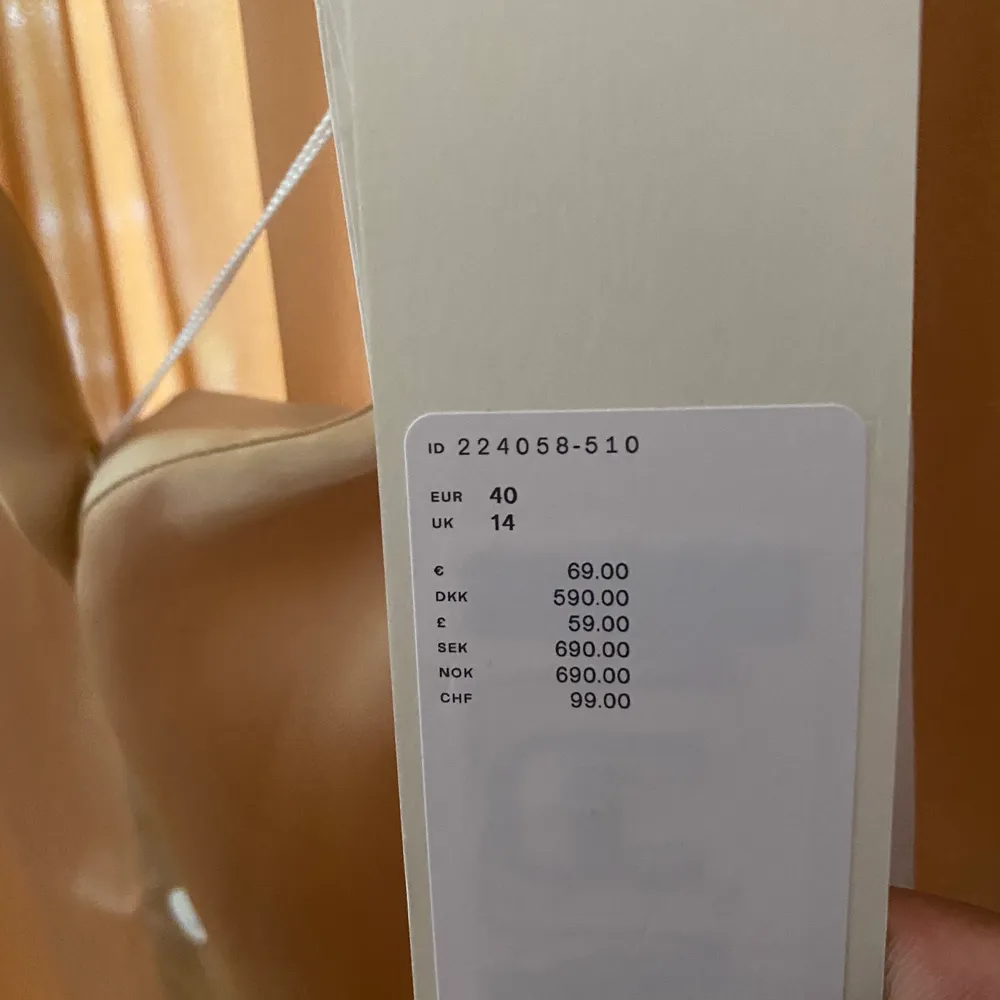 ID 224058-510
EUR 40
UK 14
€ 69.00
DKK 590.00
£ 59.00
SEK 690.00
NOK 690.00
CHF 99.00